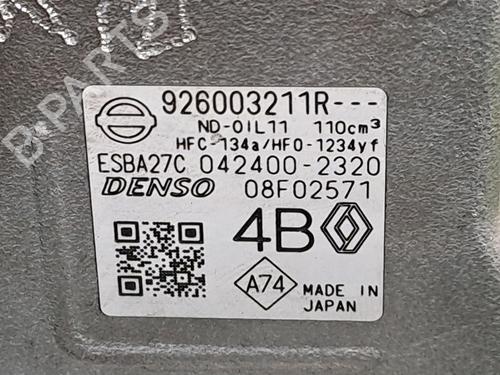 926003211R---
ND-OIL11 110cm³
HFC-134a/HFO-1234yf
ESBA27C 042400-2320
DENSO 08F02571
4B
A74 MADE IN
JAPAN
B-PARTS